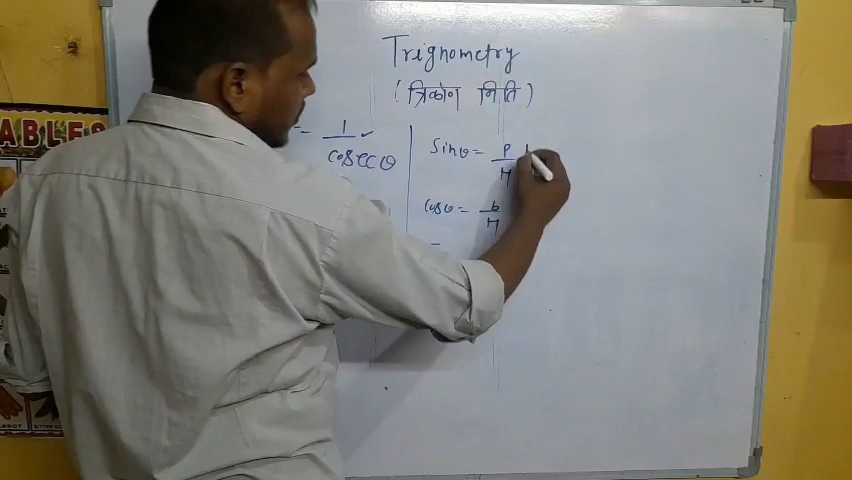 Trignometry
(त्रिकोण मिति)
= 1 / cosecθ
Sinθ = P / H
Cosθ = b / H
ABLES